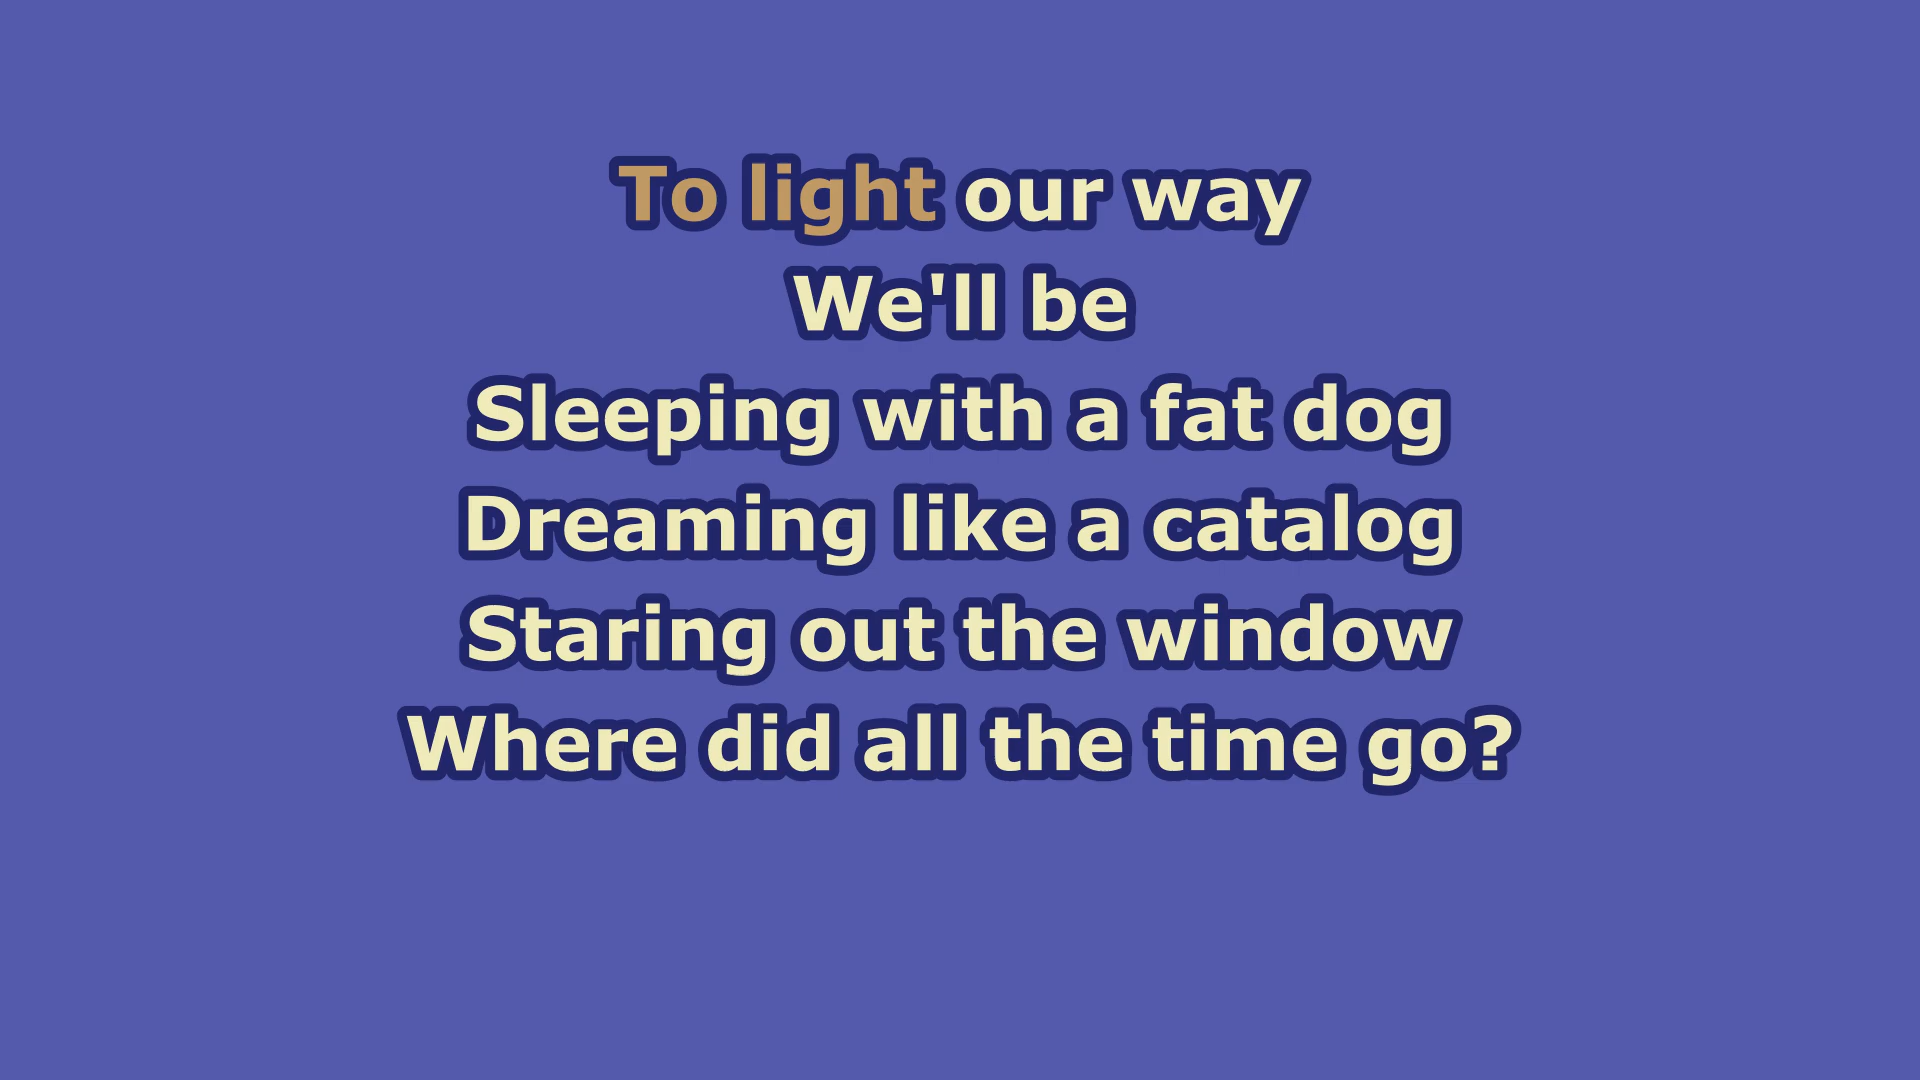 To light our way
We'll be
Sleeping with a fat dog
Dreaming like a catalog
Staring out the window
Where did all the time go?